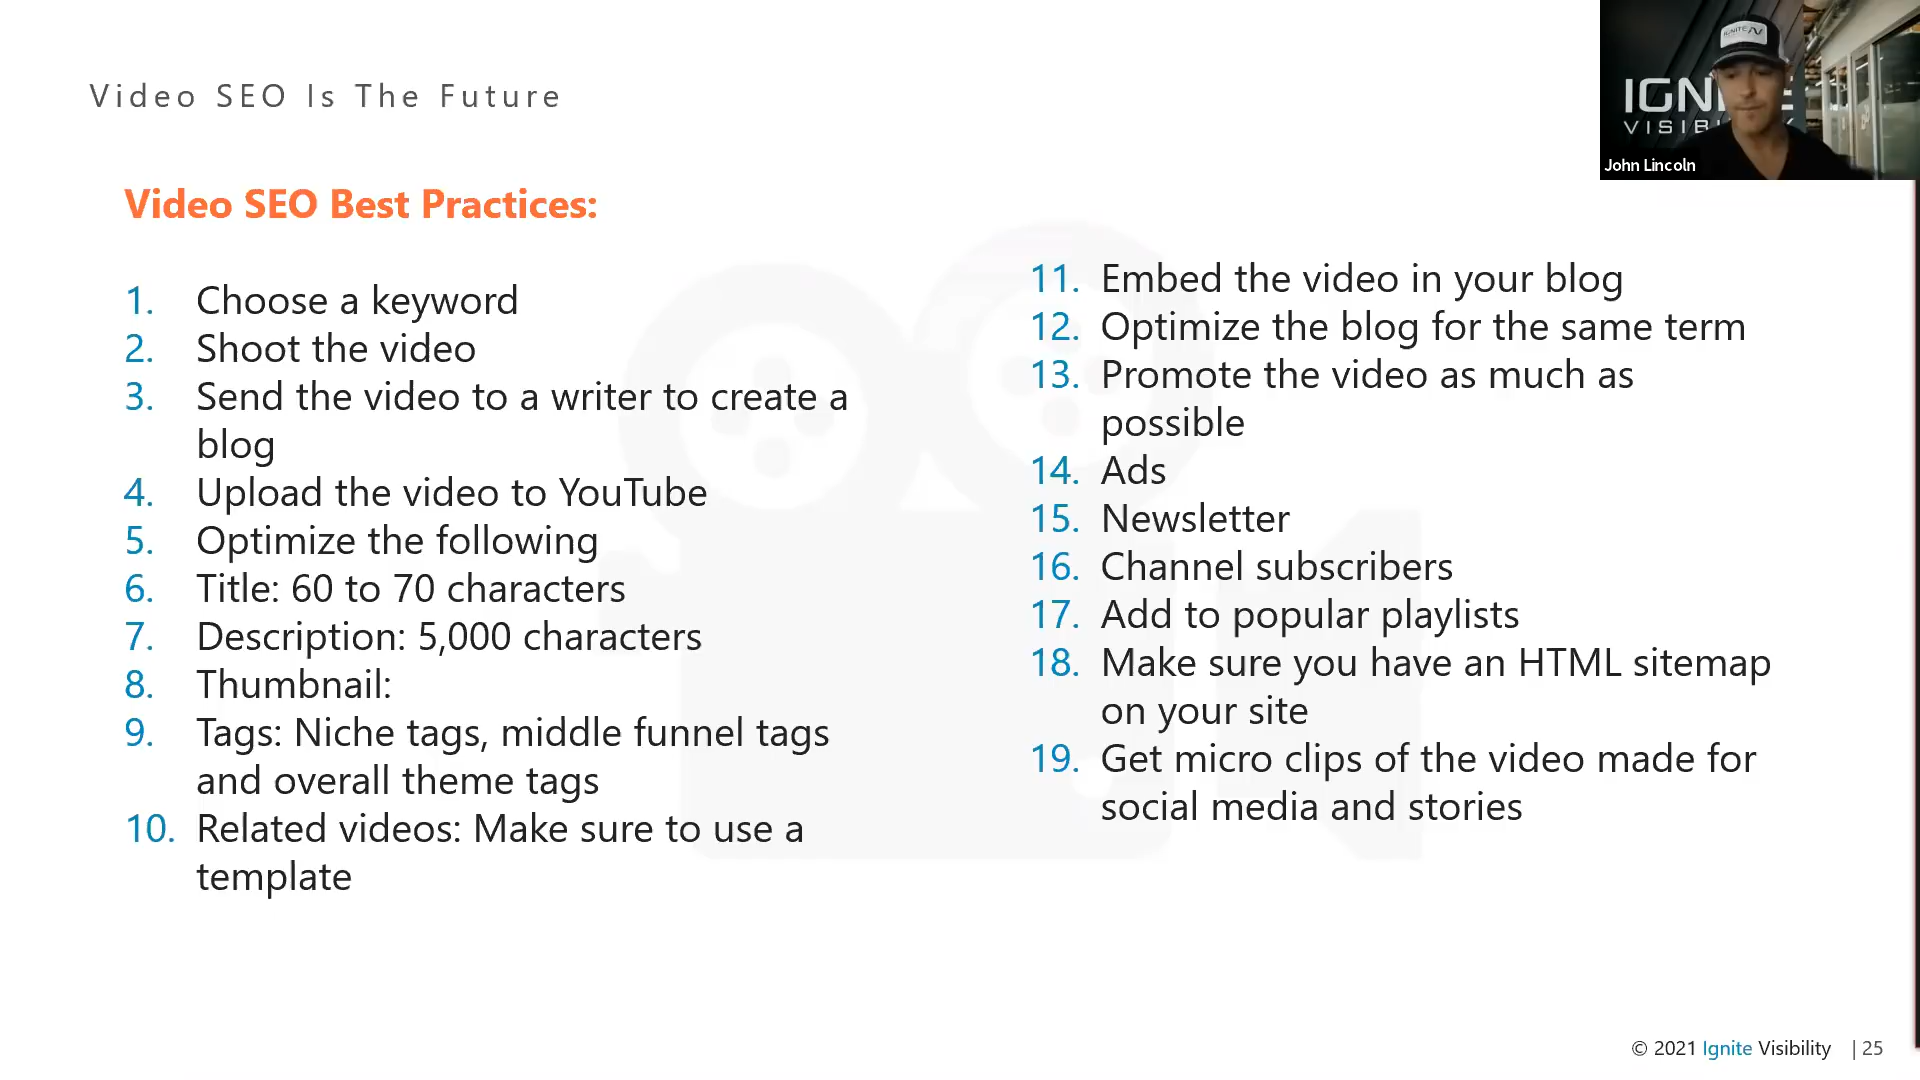 Video SEO Is The Future
Video SEO Best Practices:
1. Choose a keyword
2. Shoot the video
3. Send the video to a writer to create a
blog
4. Upload the video to YouTube
5. Optimize the following
6. Title: 60 to 70 characters
7. Description: 5,000 characters
8. Thumbnail:
9. Tags: Niche tags, middle funnel tags
and overall theme tags
10. Related videos: Make sure to use a
template
11. Embed the video in your blog
12. Optimize the blog for the same term
13. Promote the video as much as
possible
14. Ads
15. Newsletter
16. Channel subscribers
17. Add to popular playlists
18. Make sure you have an HTML sitemap
on your site
19. Get micro clips of the video made for
social media and stories
John Lincoln
© 2021 Ignite Visibility | 25